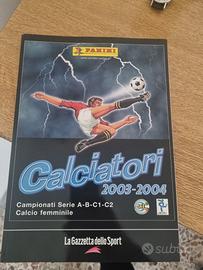 PANINI
Calciatori
2003-2004
Campionati Serie A-B-C1-C2
Calcio femminile
La Gazzetta dello Sport
subito